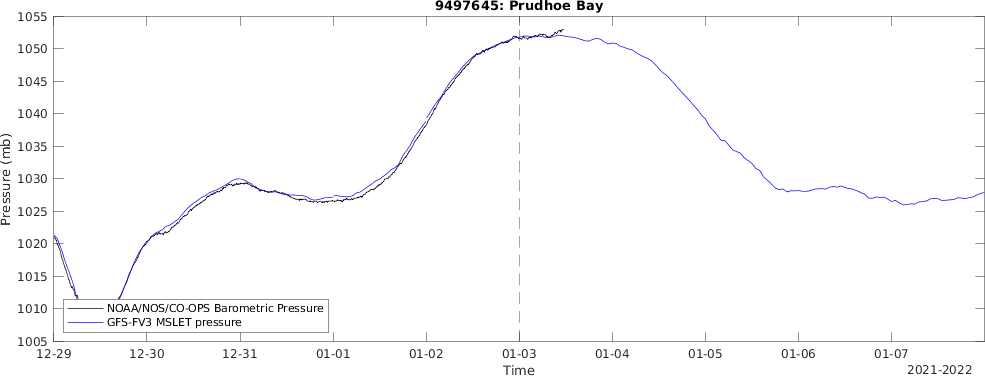 9497645: Prudhoe Bay
1055
1050
1045
1040
1035
1030
1025
1020
1015
1010
1005
Pressure (mb)
NOAA/NOS/CO-OPS Barometric Pressure
GFS-FV3 MSLET pressure
12-29 12-30 12-31 01-01 01-02 01-03 01-04 01-05 01-06 01-07
Time
2021-2022